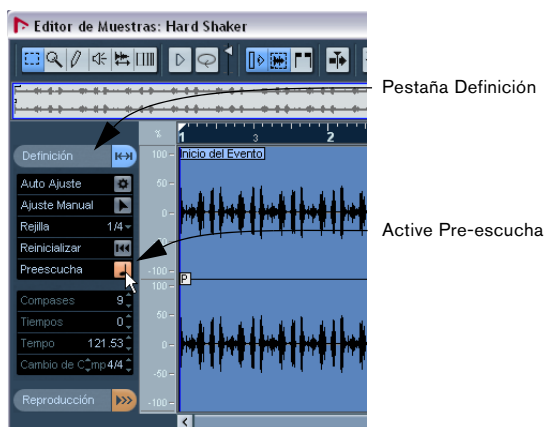 Editor de Muestras: Hard Shaker
Pestaña Definición
%
1
3
2
Definición
100
Inicio del Evento
Auto Ajuste
50
Ajuste Manual
0
Rejilla 1/4
Active Pre-escucha
Reinicializar
Preescucha
-100
P
100
Compases 9
50
Tiempos 0
0
Tempo 121.53
Cambio de C mp 4/4
-50
Reproducción
-100